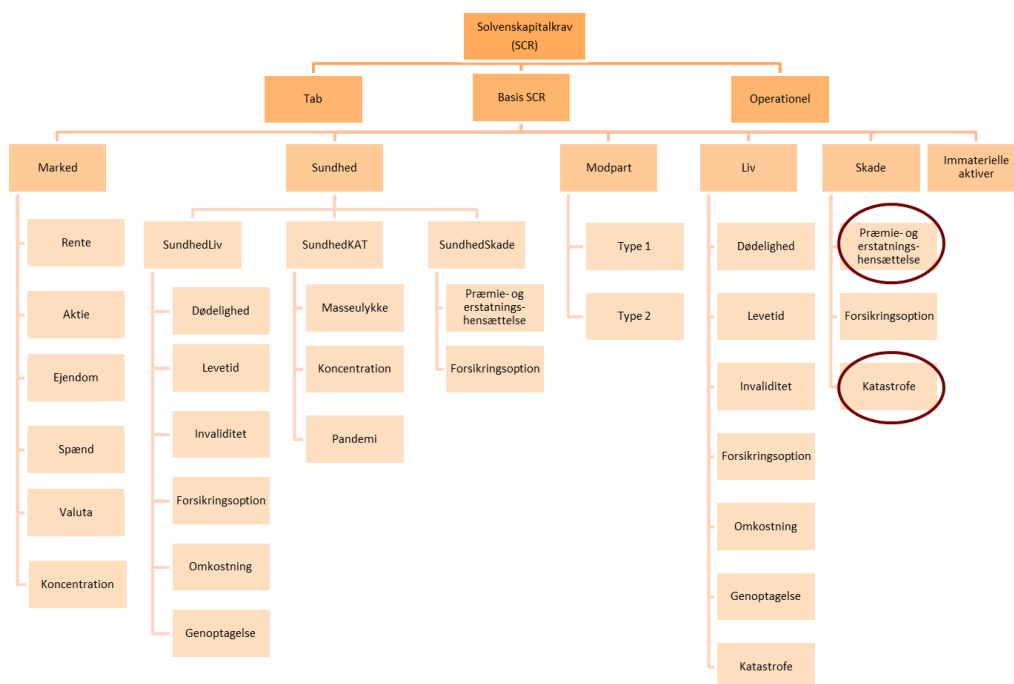 Solvenskapitalkrav
(SCR)
Tab
Basis SCR
Operationel
Marked
Sundhed
Modpart
Liv
Skade
Immaterielle
aktiver
Rente
Aktie
Ejendom
Spænd
Valuta
Koncentration
SundhedLiv
Dødelighed
Levetid
Invaliditet
Forsikringsoption
Omkostning
Genoptagelse
SundhedKAT
Masseulykke
Koncentration
Pandemi
SundhedSkade
Præmie- og
erstatnings-
hensættelse
Forsikringsoption
Type 1
Type 2
Dødelighed
Levetid
Invaliditet
Forsikringsoption
Omkostning
Genoptagelse
Katastrofe
Præmie- og
erstatnings-
hensættelse
Forsikringsoption
Katastrofe